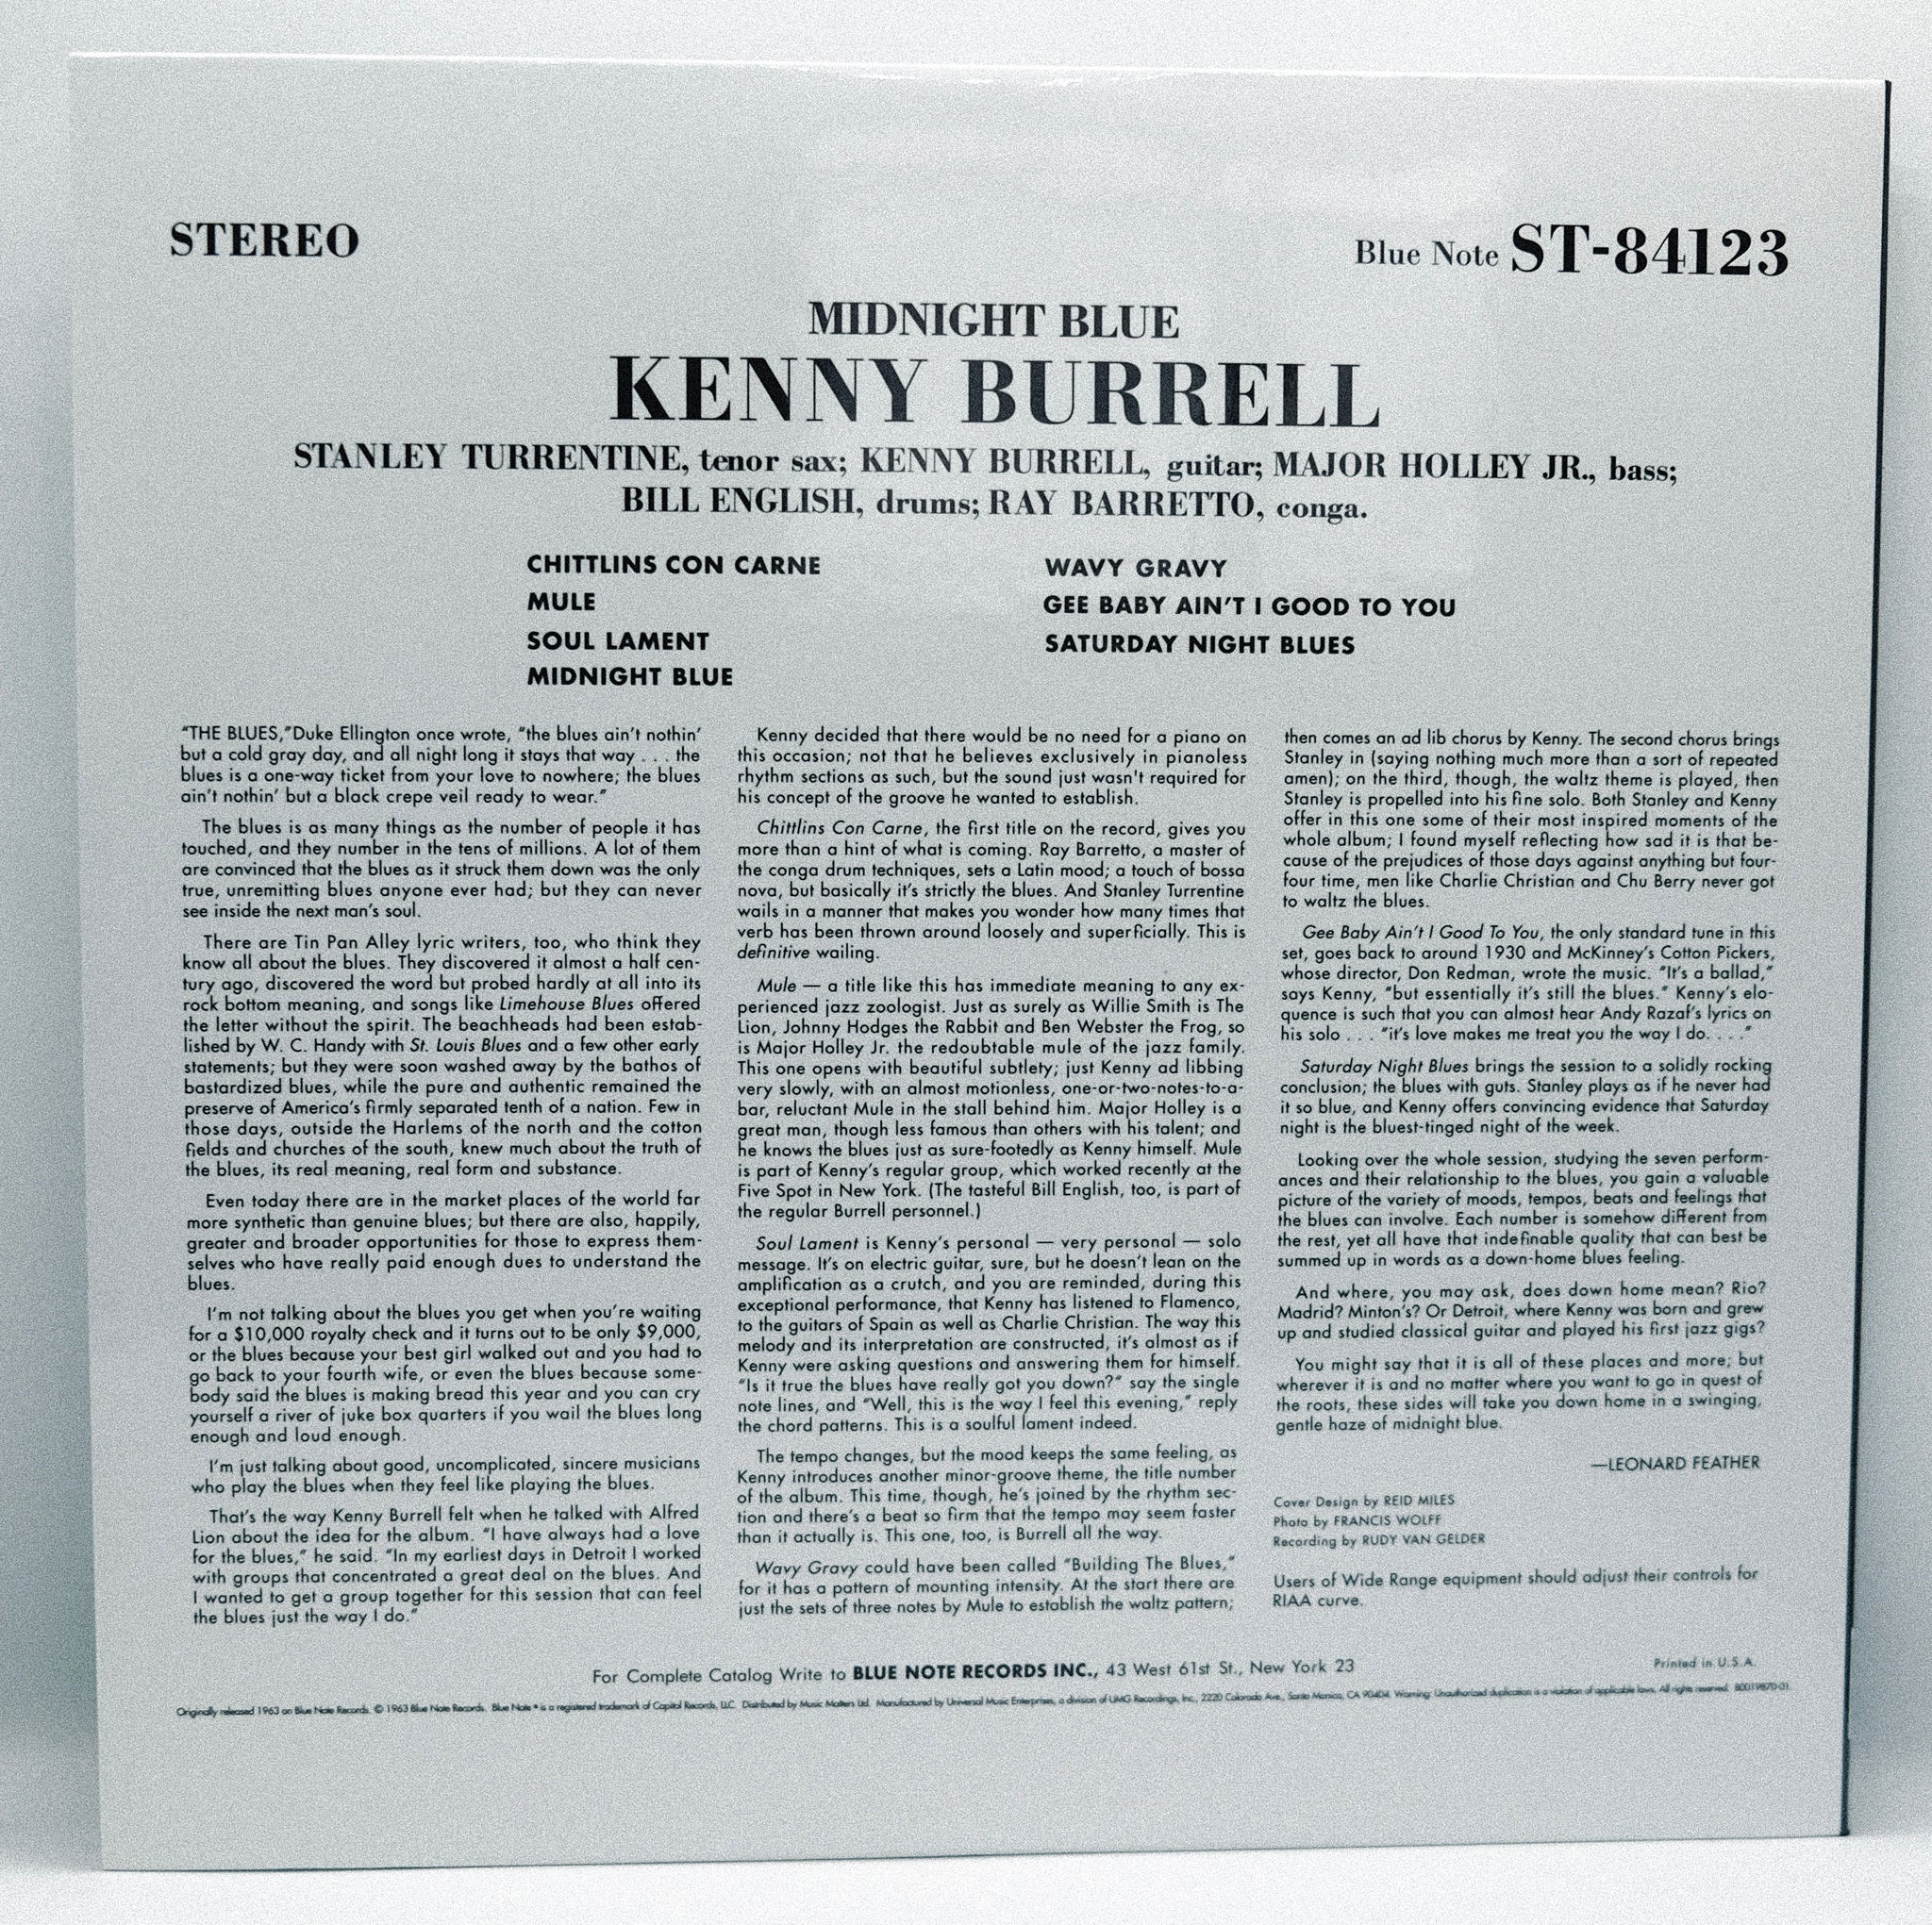 STEREO
Blue Note ST-84123
MIDNIGHT BLUE
KENNY BURRELL
STANLEY TURRENTINE, tenor sax; KENNY BURRELL, guitar; MAJOR HOLLEY JR., bass;
BILL ENGLISH, drums; RAY BARRETTO, conga.
CHITTLINS CON CARNE
MULE
SOUL LAMENT
MIDNIGHT BLUE
WAVY GRAVY
GEE BABY AIN'T I GOOD TO YOU
SATURDAY NIGHT BLUES
"THE BLUES," Duke Ellington once wrote, "the blues ain't nothin'
but a cold gray day, and all night long it stays that way . . . the
blues is a one-way ticket from your love to nowhere; the blues
ain't nothin' but a black crepe veil ready to wear."
The blues is as many things as the number of people it has
touched, and they number in the tens of millions. A lot of them
are convinced that the blues as it struck them down was the only
true, unremitting blues anyone ever had; but they can never
see inside the next man's soul.
There are Tin Pan Alley lyric writers, too, who think they
know all about the blues. They discovered it almost a half cen-
tury ago, discovered the word but probed hardly at all into its
rock bottom meaning, and songs like Limehouse Blues offered
the letter without the spirit. The beachheads had been estab-
lished by W. C. Handy with St. Louis Blues and a few other early
statements; but they were soon washed away by the bathos of
bastardized blues, while the pure and authentic remained the
preserve of America's firmly separated tenth of a nation. Few in
those days, outside the Harlems of the north and the cotton
fields and churches of the south, knew much about the truth of
the blues, its real meaning, real form and substance.
Even today there are in the market places of the world far
more synthetic than genuine blues; but there are also, happily,
greater and broader opportunities for those to express them-
selves who have really paid enough dues to understand the
blues.
I'm not talking about the blues you get when you're waiting
for a $10,000 royalty check and it turns out to be only $9,000,
or the blues because your best girl walked out and you had to
go back to your fourth wife, or even the blues because some-
body said the blues is making bread this year and you can cry
yourself a river of juke box quarters if you wail the blues long
enough and loud enough.
I'm just talking about good, uncomplicated, sincere musicians
who play the blues when they feel like playing the blues.
That's the way Kenny Burrell felt when he talked with Alfred
Lion about the idea for the album. "I have always had a love
for the blues," he said. "In my earliest days in Detroit I worked
with groups that concentrated a great deal on the blues. And
I wanted to get a group together for this session that can feel
the blues just the way I do."
Kenny decided that there would be no need for a piano on
this occasion; not that he believes exclusively in pianoless
rhythm sections as such, but the sound just wasn't required for
his concept of the groove he wanted to establish.
Chittlins Con Carne, the first title on the record, gives you
more than a hint of what is coming. Ray Barretto, a master of
the conga drum techniques, sets a Latin mood; a touch of bossa
nova, but basically it's strictly the blues. And Stanley Turrentine
wails in a manner that makes you wonder how many times that
verb has been thrown around loosely and superficially. This is
definitive wailing.
Mule — a title like this has immediate meaning to any ex-
perienced jazz zoologist. Just as surely as Willie Smith is The
Lion, Johnny Hodges the Rabbit and Ben Webster the Frog, so
is Major Holley Jr. the redoubtable mule of the jazz family.
This one opens with beautiful subtlety; just Kenny ad libbing
very slowly, with an almost motionless, one-or-two-notes-to-a-
bar, reluctant Mule in the stall behind him. Major Holley is a
great man, though less famous than others with his talent; and
he knows the blues just as sure-footedly as Kenny himself. Mule
is part of Kenny's regular group, which worked recently at the
Five Spot in New York. (The tasteful Bill English, too, is part of
the regular Burrell personnel.)
Soul Lament is Kenny's personal — very personal — solo
message. It's on electric guitar, sure, but he doesn't lean on the
amplification as a crutch, and you are reminded, during this
exceptional performance, that Kenny has listened to Flamenco,
to the guitars of Spain as well as Charlie Christian. The way this
melody and its interpretation are constructed, it's almost as if
Kenny were asking questions and answering them for himself.
"Is it true the blues have really got you down?" say the single
note lines, and "Well, this is the way I feel this evening," reply
the chord patterns. This is a soulful lament indeed.
The tempo changes, but the mood keeps the same feeling, as
Kenny introduces another minor-groove theme, the title number
of the album. This time, though, he's joined by the rhythm sec-
tion and there's a beat so firm that the tempo may seem faster
than it actually is. This one, too, is Burrell all the way.
Wavy Gravy could have been called "Building The Blues,"
for it has a pattern of mounting intensity. At the start there are
just the sets of three notes by Mule to establish the waltz pattern;
then comes an ad lib chorus by Kenny. The second chorus brings
Stanley in (saying nothing much more than a sort of repeated
amen); on the third, though, the waltz theme is played, then
Stanley is propelled into his fine solo. Both Stanley and Kenny
offer in this one some of their most inspired moments of the
whole album; I found myself reflecting how sad it is that be-
cause of the prejudices of those days against anything but four-
four time, men like Charlie Christian and Chu Berry never got
to waltz the blues.
Gee Baby Ain't I Good To You, the only standard tune in this
set, goes back to around 1930 and McKinney's Cotton Pickers,
whose director, Don Redman, wrote the music. "It's a ballad,"
says Kenny, "but essentially it's still the blues." Kenny's elo-
quence is such that you can almost hear Andy Razaf's lyrics on
his solo . . . "it's love makes me treat you the way I do. . . ."
Saturday Night Blues brings the session to a solidly rocking
conclusion; the blues with guts. Stanley plays as if he never had
it so blue, and Kenny offers convincing evidence that Saturday
night is the bluest-tinged night of the week.
Looking over the whole session, studying the seven perform-
ances and their relationship to the blues, you gain a valuable
picture of the variety of moods, tempos, beats and feelings that
the blues can involve. Each number is somehow different from
the rest, yet all have that indefinable quality that can best be
summed up in words as a down-home blues feeling.
And where, you may ask, does down home mean? Rio?
Madrid? Minton's? Or Detroit, where Kenny was born and grew
up and studied classical guitar and played his first jazz gigs?
You might say that it is all of these places and more; but
wherever it is and no matter where you want to go in quest of
the roots, these sides will take you down home in a swinging,
gentle haze of midnight blue.
—LEONARD FEATHER
Cover Design by REID MILES
Photo by FRANCIS WOLFF
Recording by RUDY VAN GELDER
Users of Wide Range equipment should adjust their controls for
RIAA curve.
For Complete Catalog Write to BLUE NOTE RECORDS INC., 43 West 61st St., New York 23
Printed in U.S.A.
Originally released 1963 on Blue Note Records. © 1963 Blue Note Records. Blue Note ® is a registered trademark of Capitol Records, LLC. Distributed by Music Matters Ltd. Manufactured by Universal Music Enterprises, a division of UMG Recordings, Inc., 2220 Colorado Ave., Santa Monica, CA 90404. Warning: Unauthorized duplication is a violation of applicable laws. All rights reserved. B0019870-01.